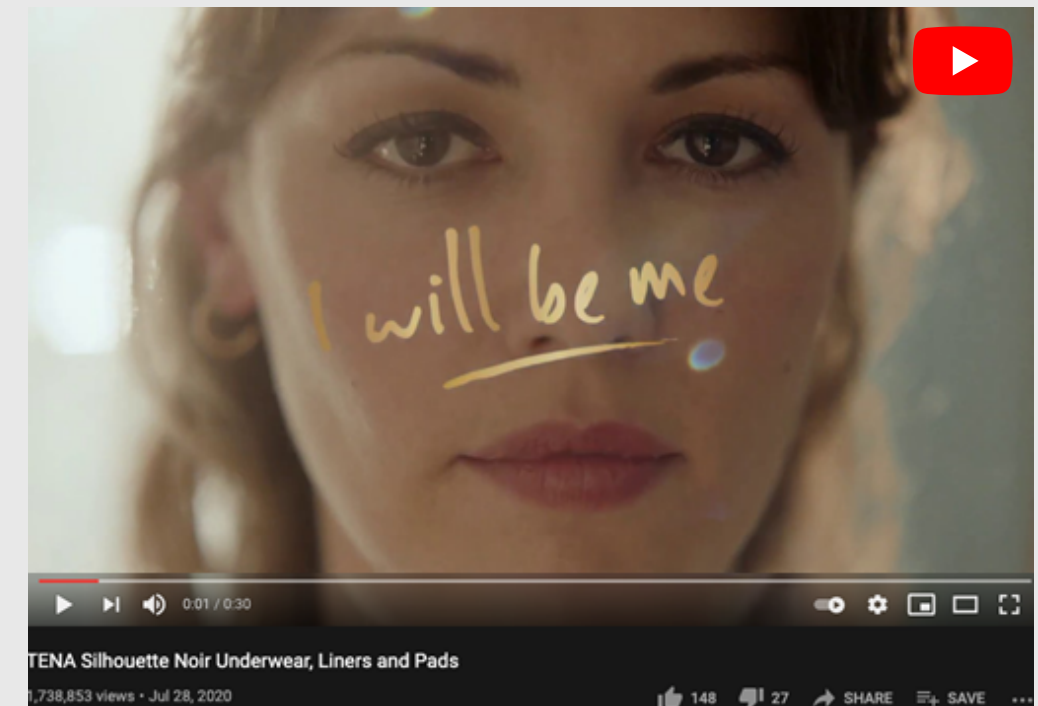 I will be me
0:01 / 0:30
TENA Silhouette Noir Underwear, Liners and Pads
1,738,853 views • Jul 28, 2020
148 27 SHARE SAVE